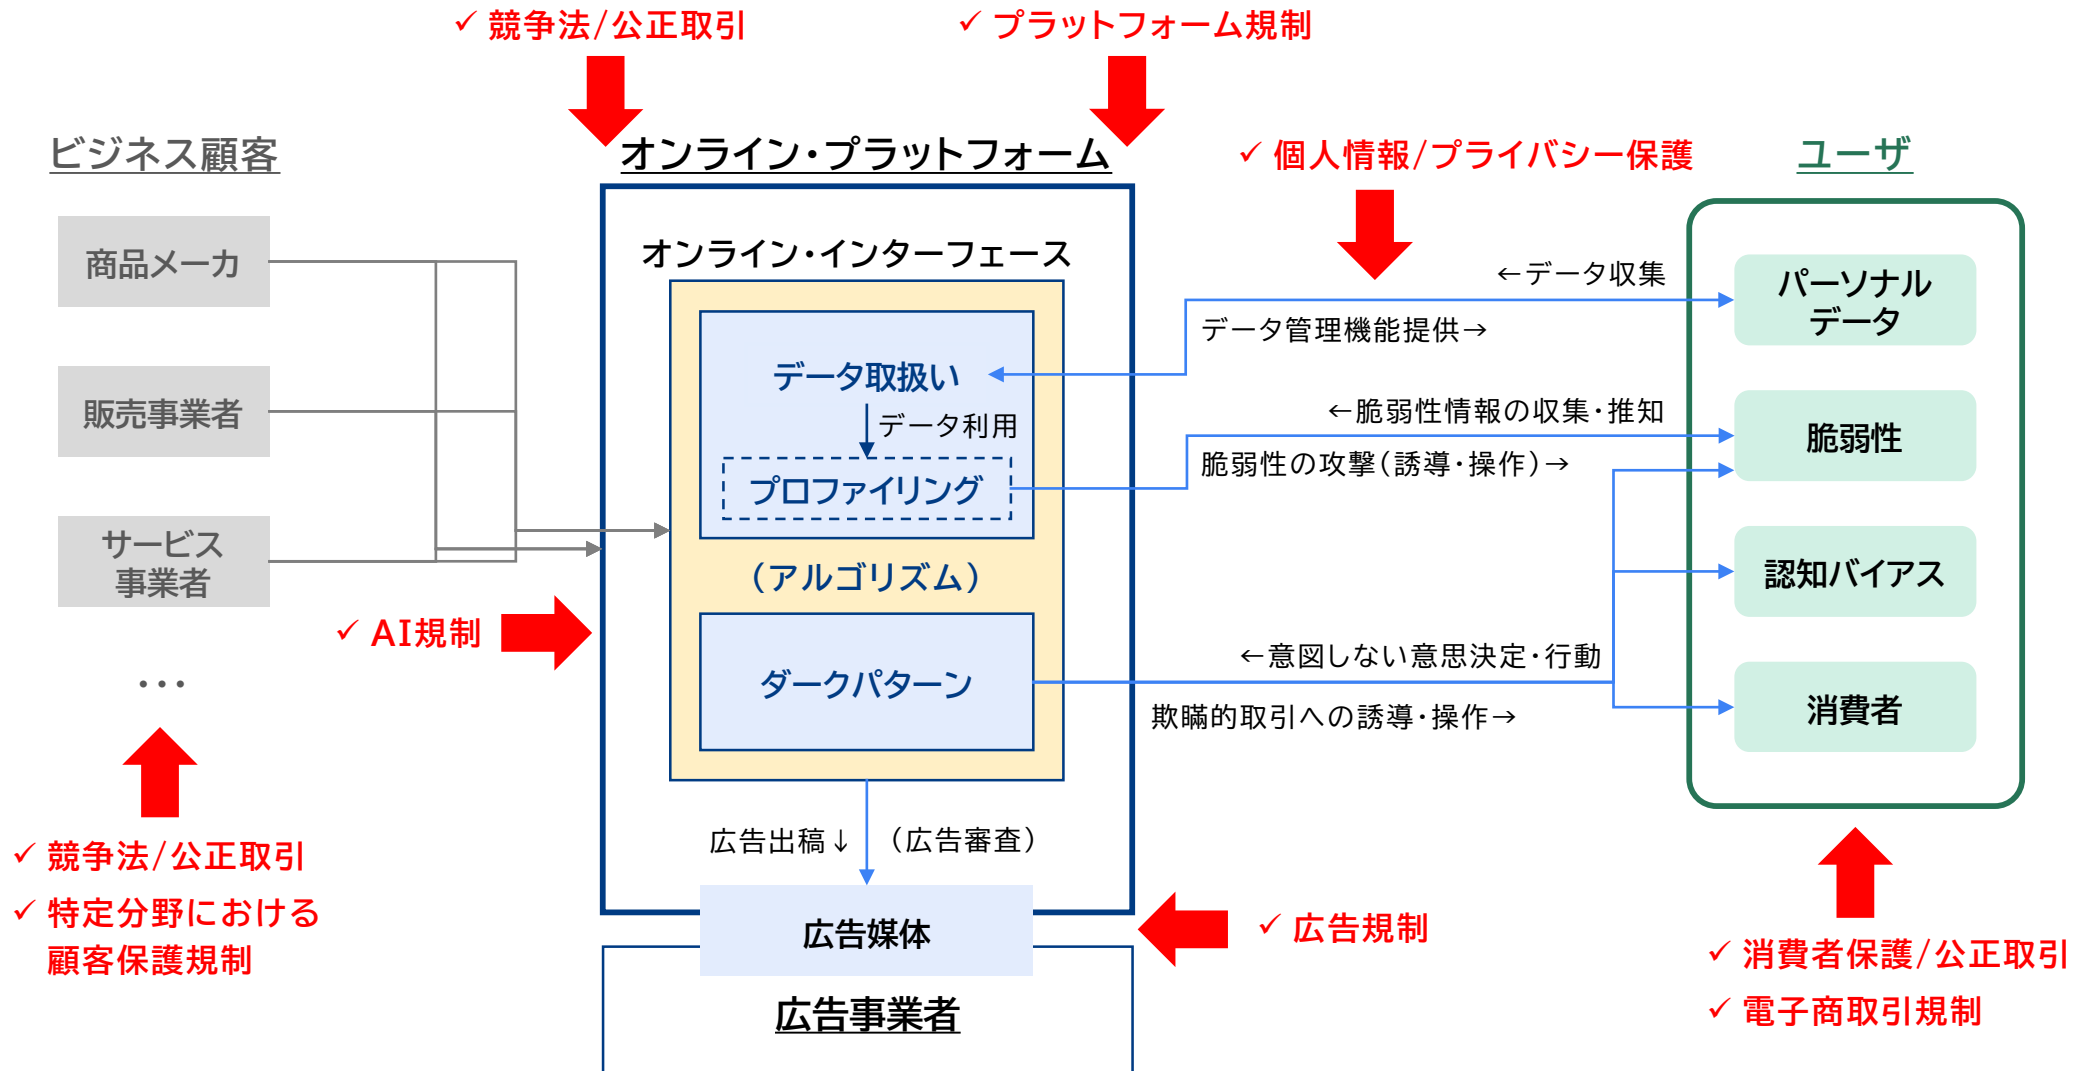 ✓ 競争法/公正取引
✓ プラットフォーム規制
ビジネス顧客
オンライン・プラットフォーム
✓ 個人情報/プライバシー保護
ユーザ
商品メーカ
販売事業者
サービス
事業者
…
オンライン・インターフェース
データ取扱い
データ利用
プロファイリング
（アルゴリズム）
ダークパターン
←データ収集
データ管理機能提供→
←脆弱性情報の収集・推知
脆弱性の攻撃（誘導・操作）→
←意図しない意思決定・行動
欺瞞的取引への誘導・操作→
パーソナル
データ
脆弱性
認知バイアス
消費者
✓ AI規制
広告出稿↓
（広告審査）
広告媒体
広告事業者
✓ 広告規制
✓ 競争法/公正取引
✓ 特定分野における
顧客保護規制
✓ 消費者保護/公正取引
✓ 電子商取引規制